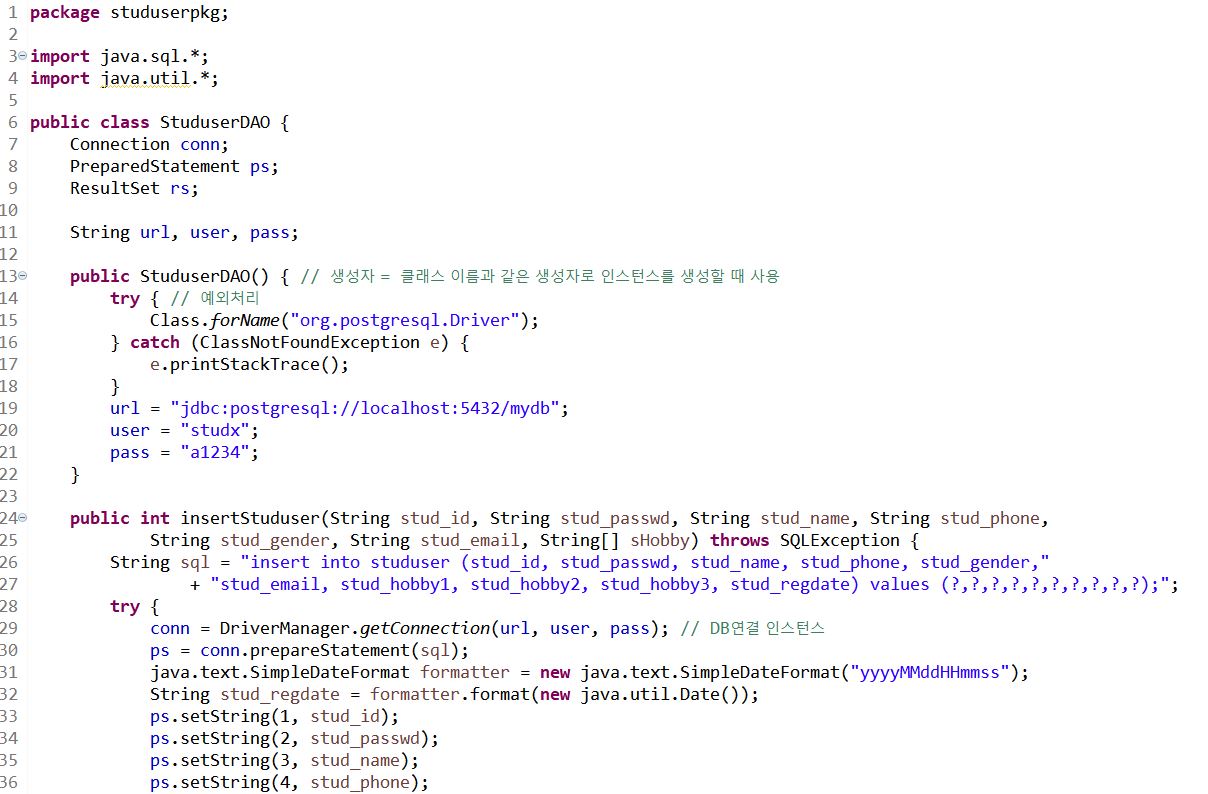 1 package studuserpkg;
2
3 import java.sql.*;
4 import java.util.*;
5
6 public class StuduserDAO {
7     Connection conn;
8     PreparedStatement ps;
9     ResultSet rs;
10
11     String url, user, pass;
12
13     public StuduserDAO() { // 생성자 = 클래스 이름과 같은 생성자로 인스턴스를 생성할 때 사용
14         try { // 예외처리
15             Class.forName("org.postgresql.Driver");
16         } catch (ClassNotFoundException e) {
17             e.printStackTrace();
18         }
19         url = "jdbc:postgresql://localhost:5432/mydb";
20         user = "studx";
21         pass = "a1234";
22     }
23
24     public int insertStuduser(String stud_id, String stud_passwd, String stud_name, String stud_phone,
25             String stud_gender, String stud_email, String[] sHobby) throws SQLException {
26         String sql = "insert into studuser (stud_id, stud_passwd, stud_name, stud_phone, stud_gender,"
27                 + "stud_email, stud_hobby1, stud_hobby2, stud_hobby3, stud_regdate) values (?,?,?,?,?,?,?,?,?,?);";
28         try {
29             conn = DriverManager.getConnection(url, user, pass); // DB연결 인스턴스
30             ps = conn.prepareStatement(sql);
31             java.text.SimpleDateFormat formatter = new java.text.SimpleDateFormat("yyyyMMddHHmmss");
32             String stud_regdate = formatter.format(new java.util.Date());
33             ps.setString(1, stud_id);
34             ps.setString(2, stud_passwd);
35             ps.setString(3, stud_name);
36             ps.setString(4, stud_phone);